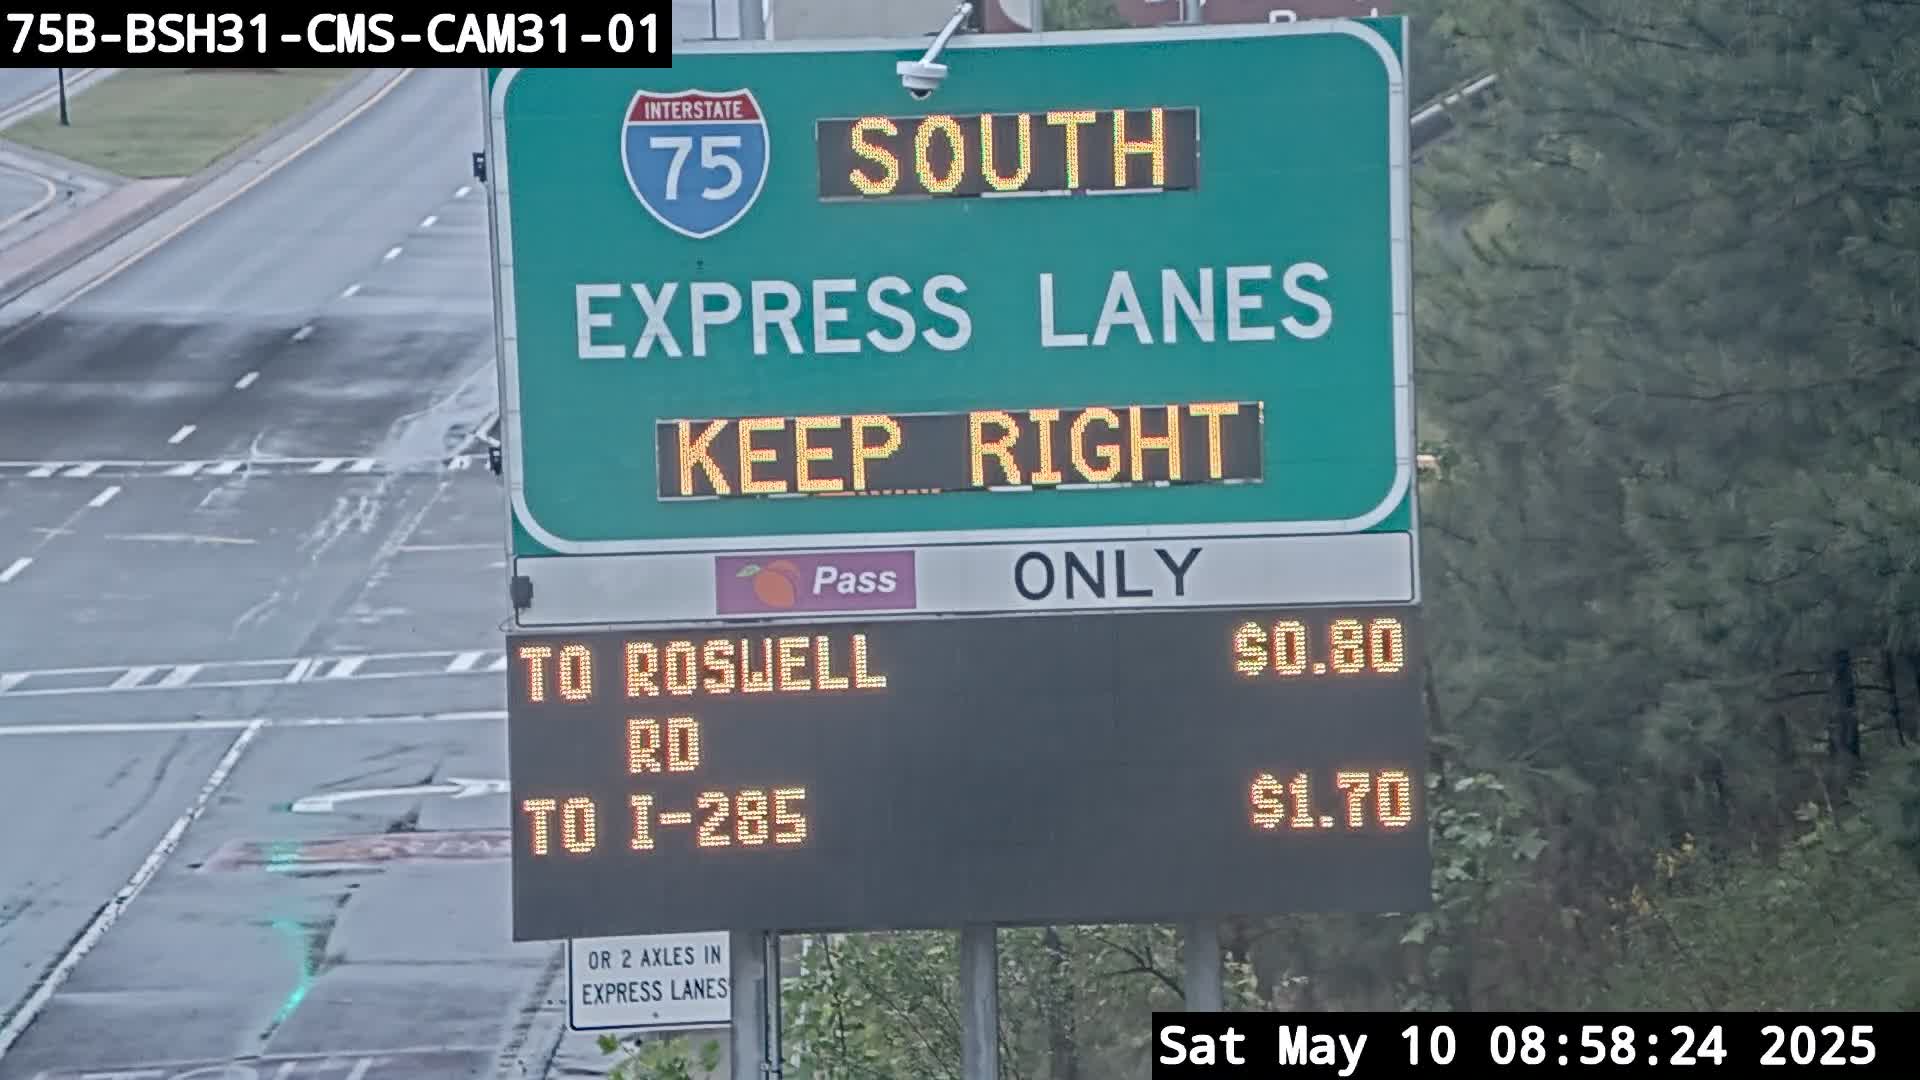 75B-BSH31-CMS-CAM31-01
INTERSTATE
75
SOUTH
EXPRESS LANES
KEEP RIGHT
Pass ONLY
TO ROSWELL $0.80
RD
TO I-285 $1.70
OR 2 AXLES IN
EXPRESS LANES
Sat May 10 08:58:24 2025